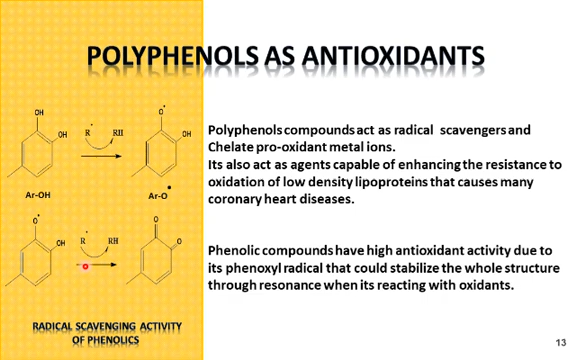 POLYPHENOLS AS ANTIOXIDANTS
OH
OH
R•
RH
O•
OH
Ar-OH
Ar-O•
O•
OH
R•
RH
O
O
RADICAL SCAVENGING ACTIVITY
OF PHENOLICS
Polyphenols compounds act as radical scavengers and
Chelate pro-oxidant metal ions.
Its also act as agents capable of enhancing the resistance to
oxidation of low density lipoproteins that causes many
coronary heart diseases.
Phenolic compounds have high antioxidant activity due to
its phenoxyl radical that could stabilize the whole structure
through resonance when its reacting with oxidants.
13